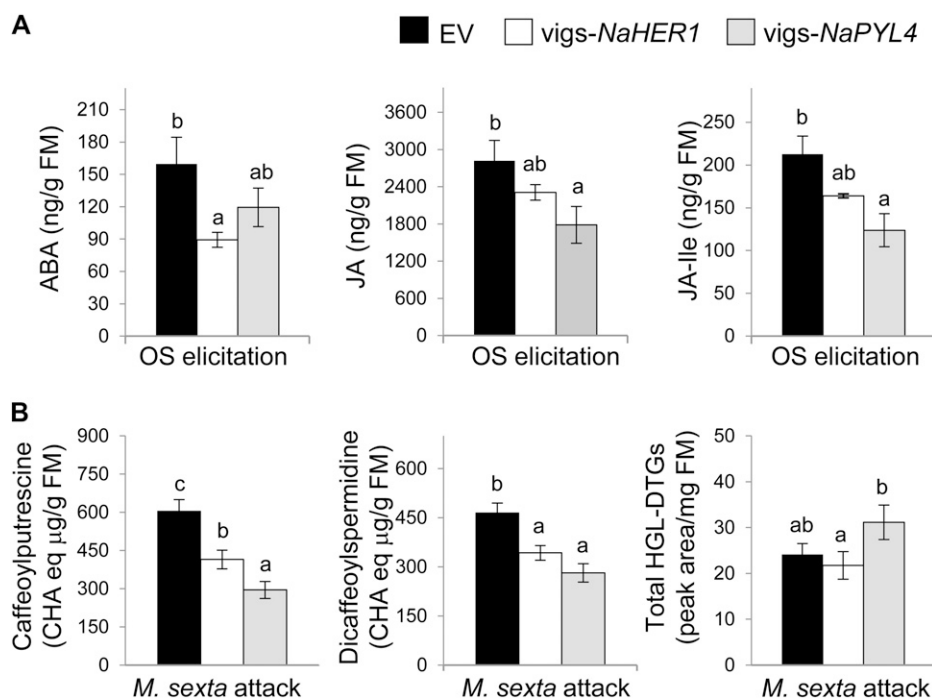 A
EV vigs-NaHER1 vigs-NaPYL4
ABA (ng/g FM)
180
150
120
90
60
30
0
b
a
ab
OS elicitation
JA (ng/g FM)
3600
3000
2400
1800
1200
600
0
b
ab
a
OS elicitation
JA-Ile (ng/g FM)
250
200
150
100
50
0
b
ab
a
OS elicitation
B
Caffeoylputrescine
(CHA eq µg/g FM)
900
750
600
450
300
150
0
c
b
a
M. sexta attack
Dicaffeoylspermidine
(CHA eq µg/g FM)
600
450
300
150
0
b
a
a
M. sexta attack
Total HGL-DTGs
(peak area/mg FM)
50
40
30
20
10
0
ab
a
b
M. sexta attack